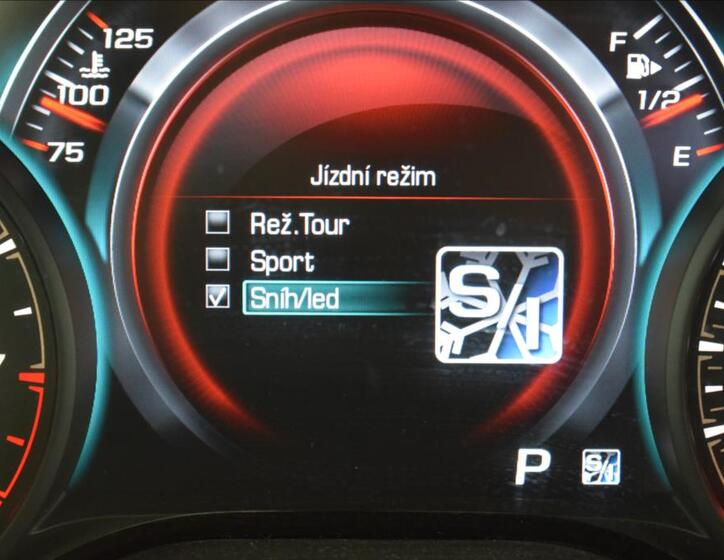 125
100
75
F
1/2
E
Jízdní režim
Rež.Tour
Sport
Sníh/led
S/I
P
S/I